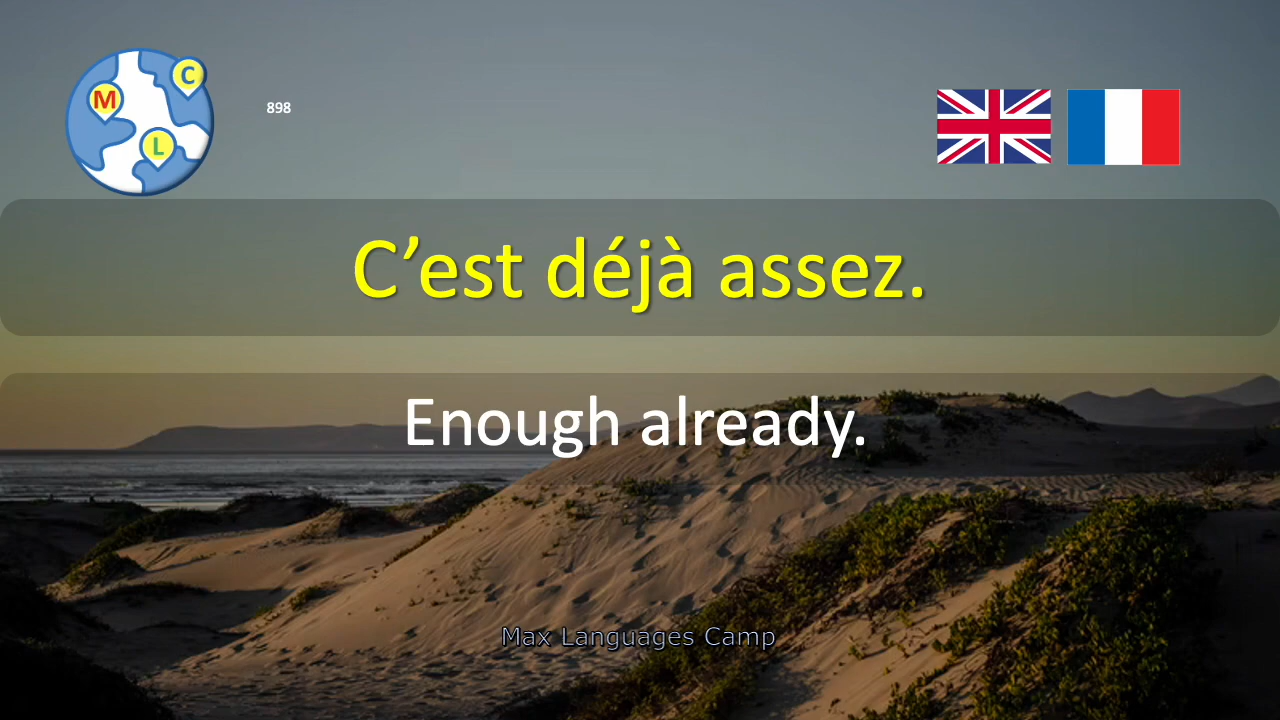 M
C
L
898
C’est déjà assez.
Enough already.
Max Languages Camp